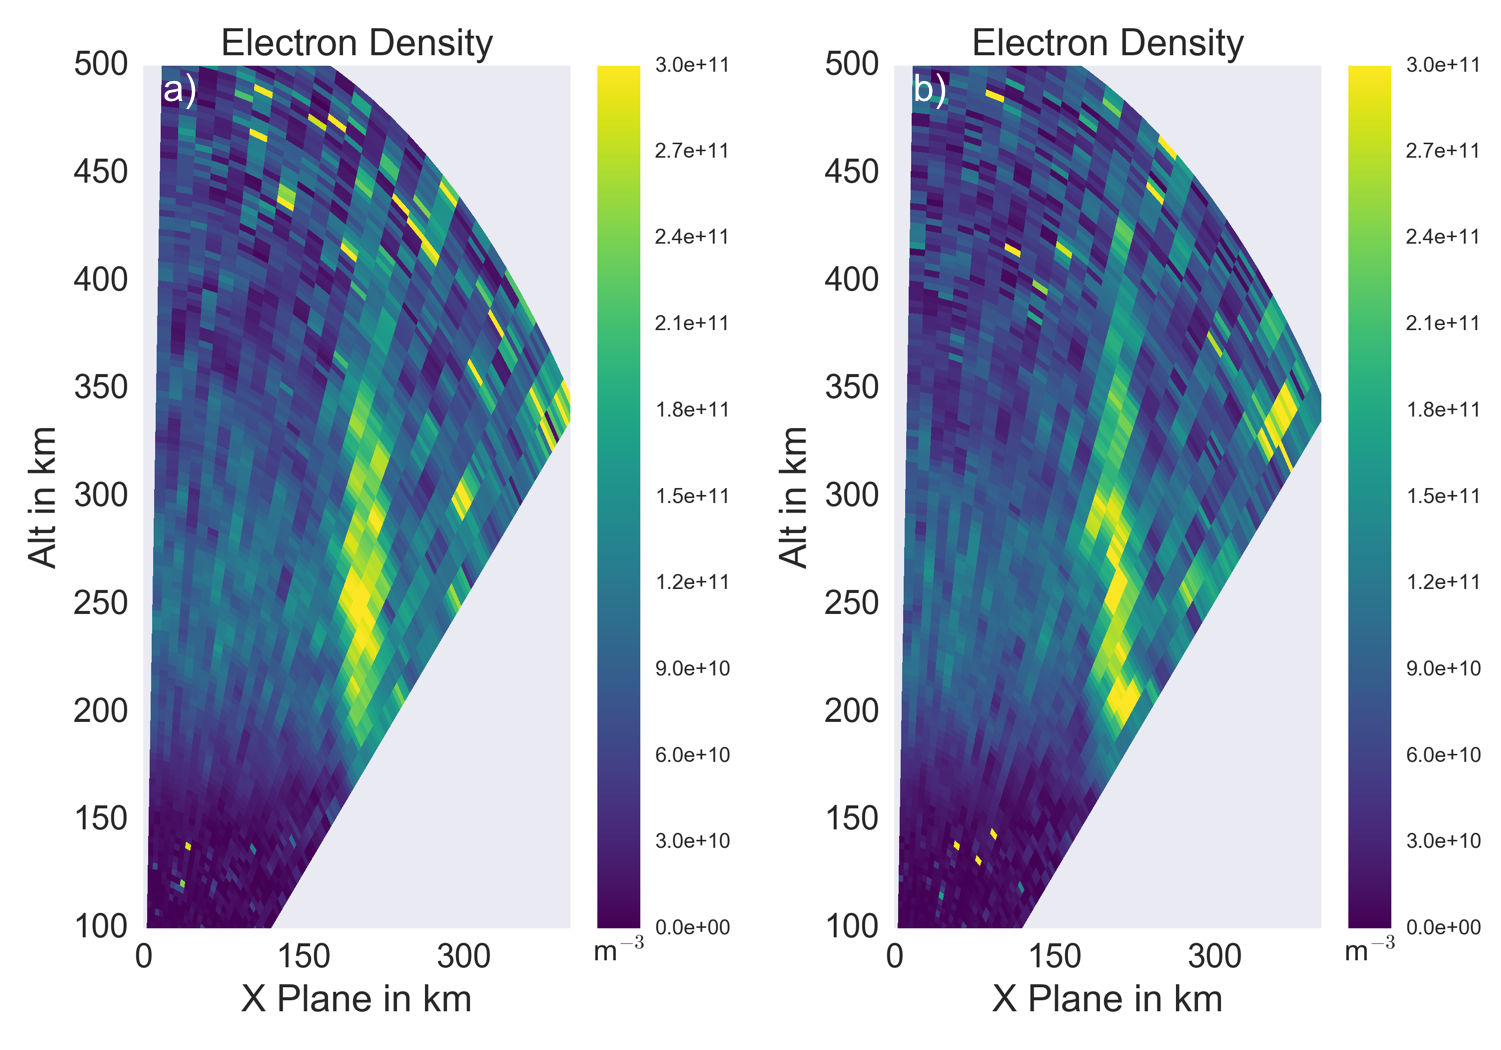 Electron Density
a)
500
450
400
350
300
250
200
150
100
Alt in km
0 150 300
X Plane in km
3.0e+11
2.7e+11
2.4e+11
2.1e+11
1.8e+11
1.5e+11
1.2e+11
9.0e+10
6.0e+10
3.0e+10
0.0e+00
m⁻³
Electron Density
b)
500
450
400
350
300
250
200
150
100
Alt in km
0 150 300
X Plane in km
3.0e+11
2.7e+11
2.4e+11
2.1e+11
1.8e+11
1.5e+11
1.2e+11
9.0e+10
6.0e+10
3.0e+10
0.0e+00
m⁻³